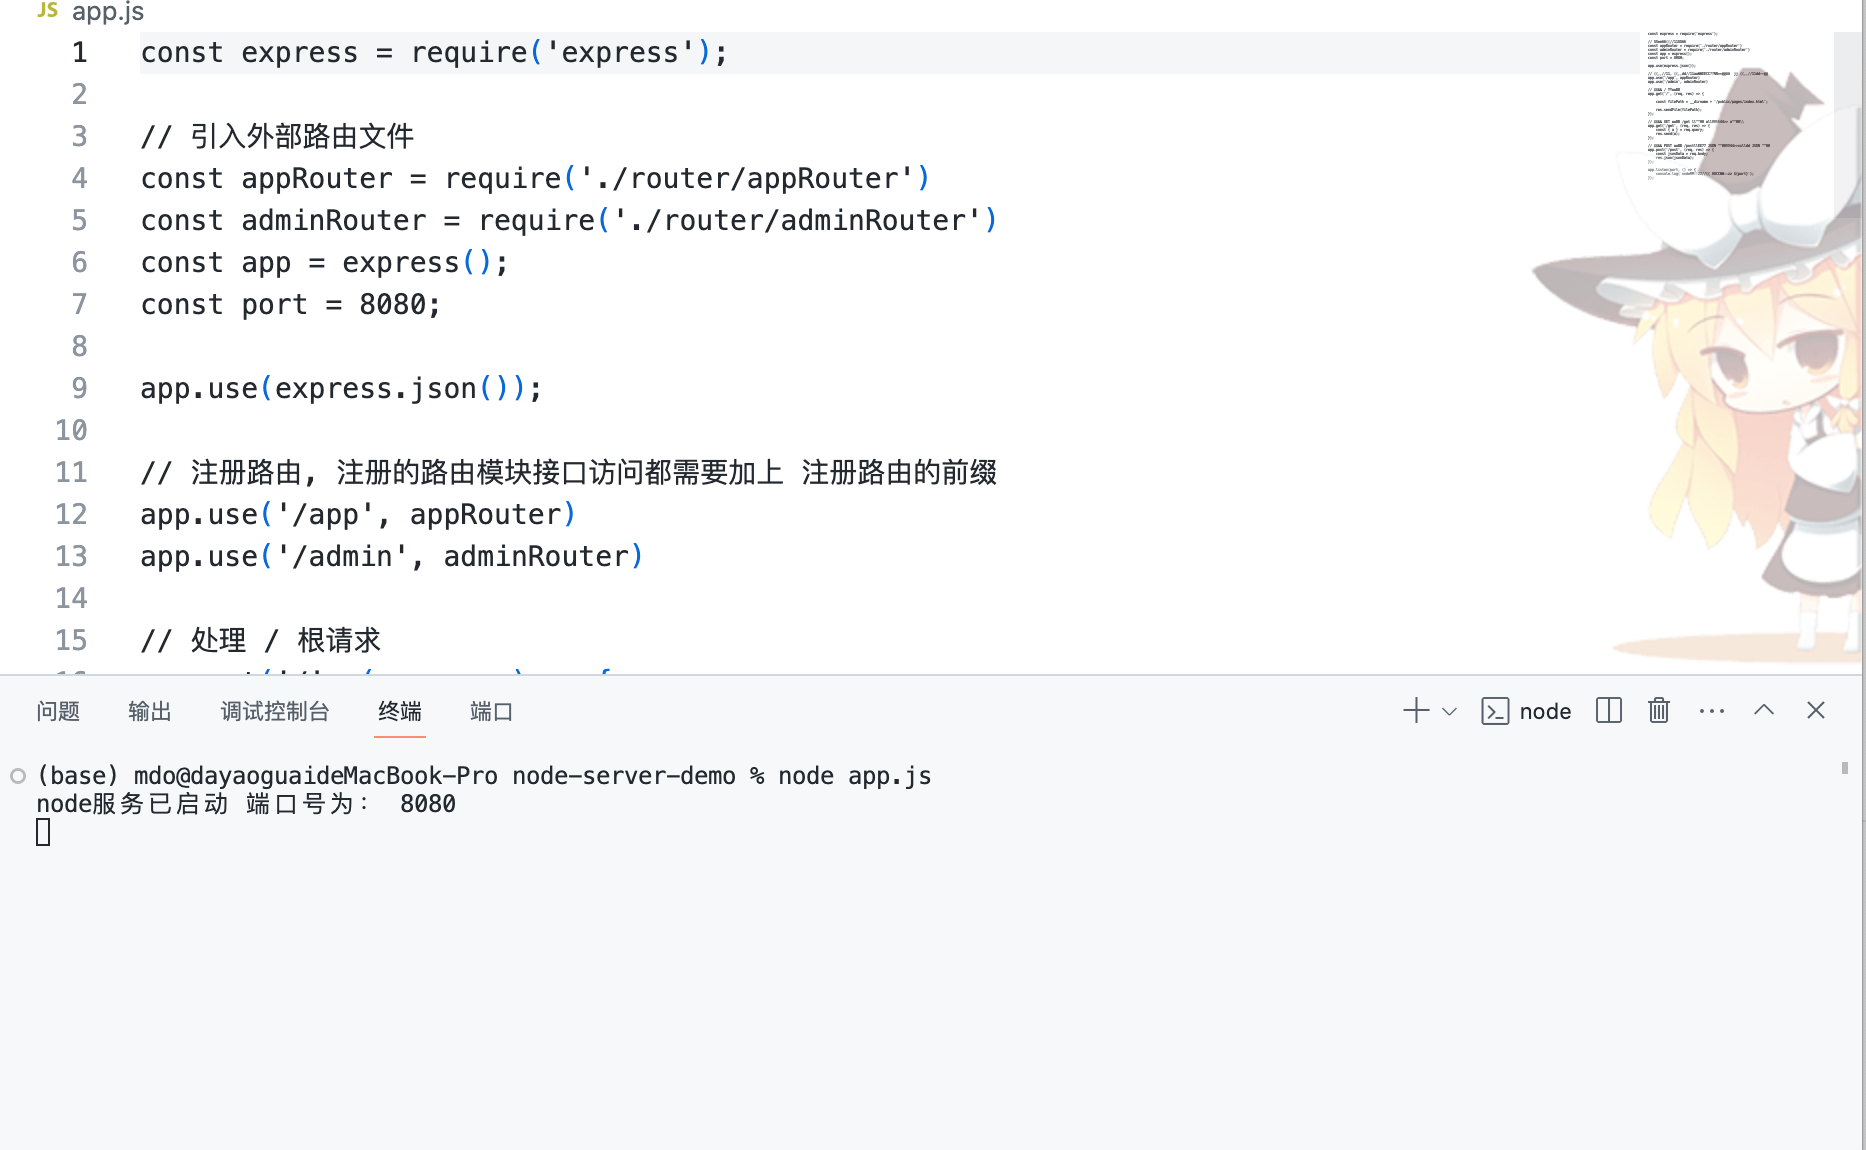 JS app.js
1 const express = require('express');
2
3 // 引入外部路由文件
4 const appRouter = require('./router/appRouter')
5 const adminRouter = require('./router/adminRouter')
6 const app = express();
7 const port = 8080;
8
9 app.use(express.json());
10
11 // 注册路由, 注册的路由模块接口访问都需要加上 注册路由的前缀
12 app.use('/app', appRouter)
13 app.use('/admin', adminRouter)
14
15 // 处理 / 根请求
问题 输出 调试控制台 终端 端口 node
(base) mdo@dayaoguaideMacBook-Pro node-server-demo % node app.js
node服务已启动 端口号为： 8080